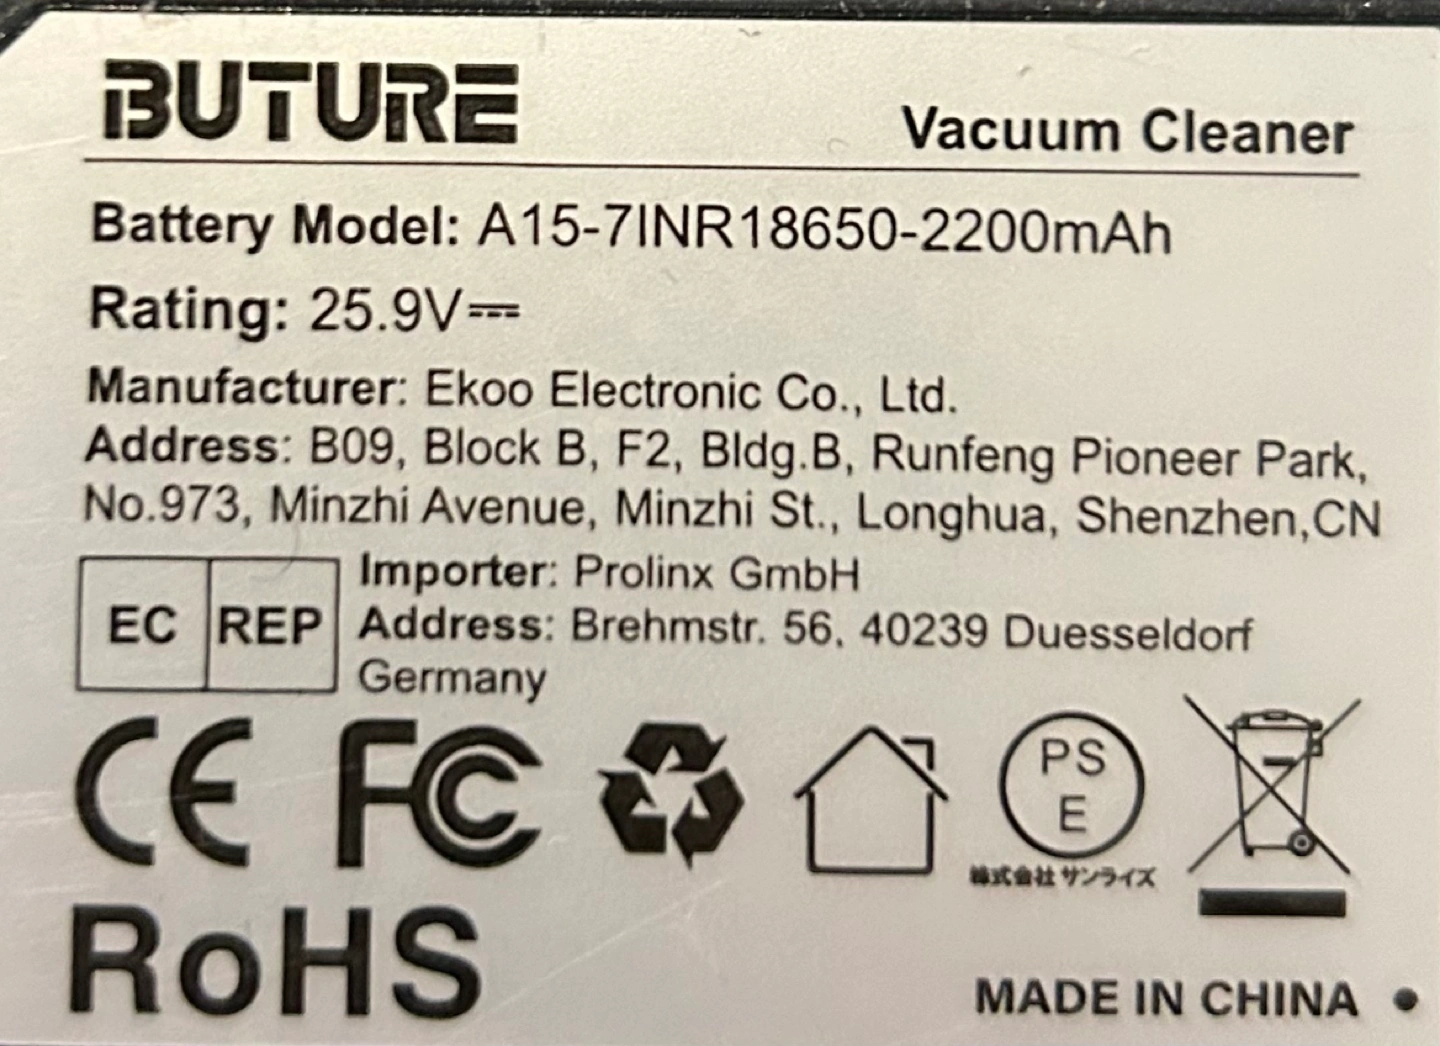 BUTURE
Vacuum Cleaner
Battery Model: A15-7INR18650-2200mAh
Rating: 25.9V⎓
Manufacturer: Ekoo Electronic Co., Ltd.
Address: B09, Block B, F2, Bldg.B, Runfeng Pioneer Park,
No.973, Minzhi Avenue, Minzhi St., Longhua, Shenzhen,CN
EC REP
Importer: Prolinx GmbH
Address: Brehmstr. 56, 40239 Duesseldorf
Germany
CE FC
PS
E
株式会社 サンライズ
RoHS
MADE IN CHINA